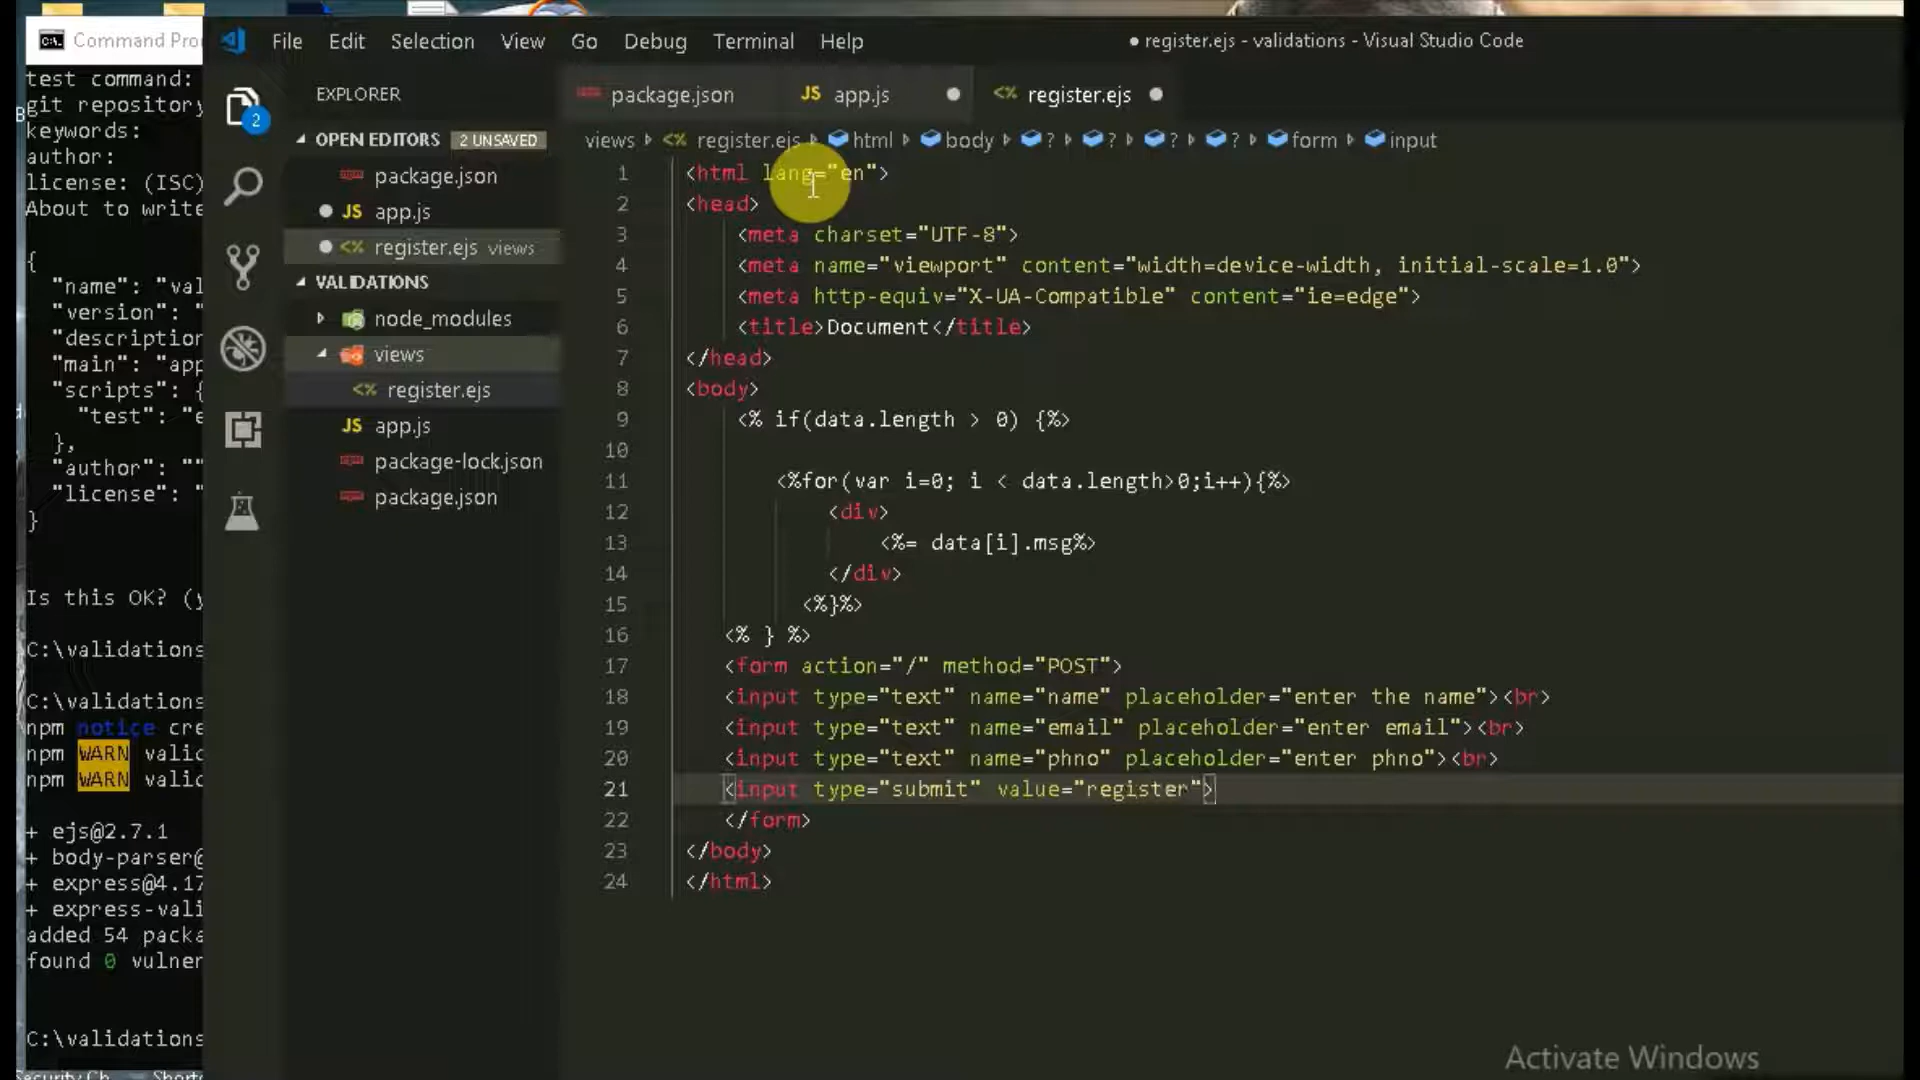 Command Pro
File Edit Selection View Go Debug Terminal Help
● register.ejs - validations - Visual Studio Code
test command:
git repository
keywords:
author:
license: (ISC)
About to write
{
"name": "val
"version": "
"description
"main": "app
"scripts": {
"test": "e
},
"author": ""
"license": "
}
Is this OK? (y
C:\validations
C:\validations
npm notice cre
npm WARN valid
npm WARN valid
+ ejs@2.7.1
+ body-parser@
+ express@4.17
+ express-vali
added 54 packa
found 0 vulner
C:\validations
2
EXPLORER
OPEN EDITORS 2 UNSAVED
package.json
JS app.js
<% register.ejs views
VALIDATIONS
node_modules
views
<% register.ejs
JS app.js
package-lock.json
package.json
package.json
JS app.js ●
<% register.ejs ●
views <% register.ejs html body ? ? ? ? form input
1 <html lang="en">
2 <head>
3 <meta charset="UTF-8">
4 <meta name="viewport" content="width=device-width, initial-scale=1.0">
5 <meta http-equiv="X-UA-Compatible" content="ie=edge">
6 <title>Document</title>
7 </head>
8 <body>
9 <% if(data.length > 0) {%>
10
11 <%for(var i=0; i < data.length>0;i++){%>
12 <div>
13 <%= data[i].msg%>
14 </div>
15 <%}%>
16 <% } %>
17 <form action="/" method="POST">
18 <input type="text" name="name" placeholder="enter the name"><br>
19 <input type="text" name="email" placeholder="enter email"><br>
20 <input type="text" name="phno" placeholder="enter phno"><br>
21 <input type="submit" value="register">
22 </form>
23 </body>
24 </html>
Activate Windows